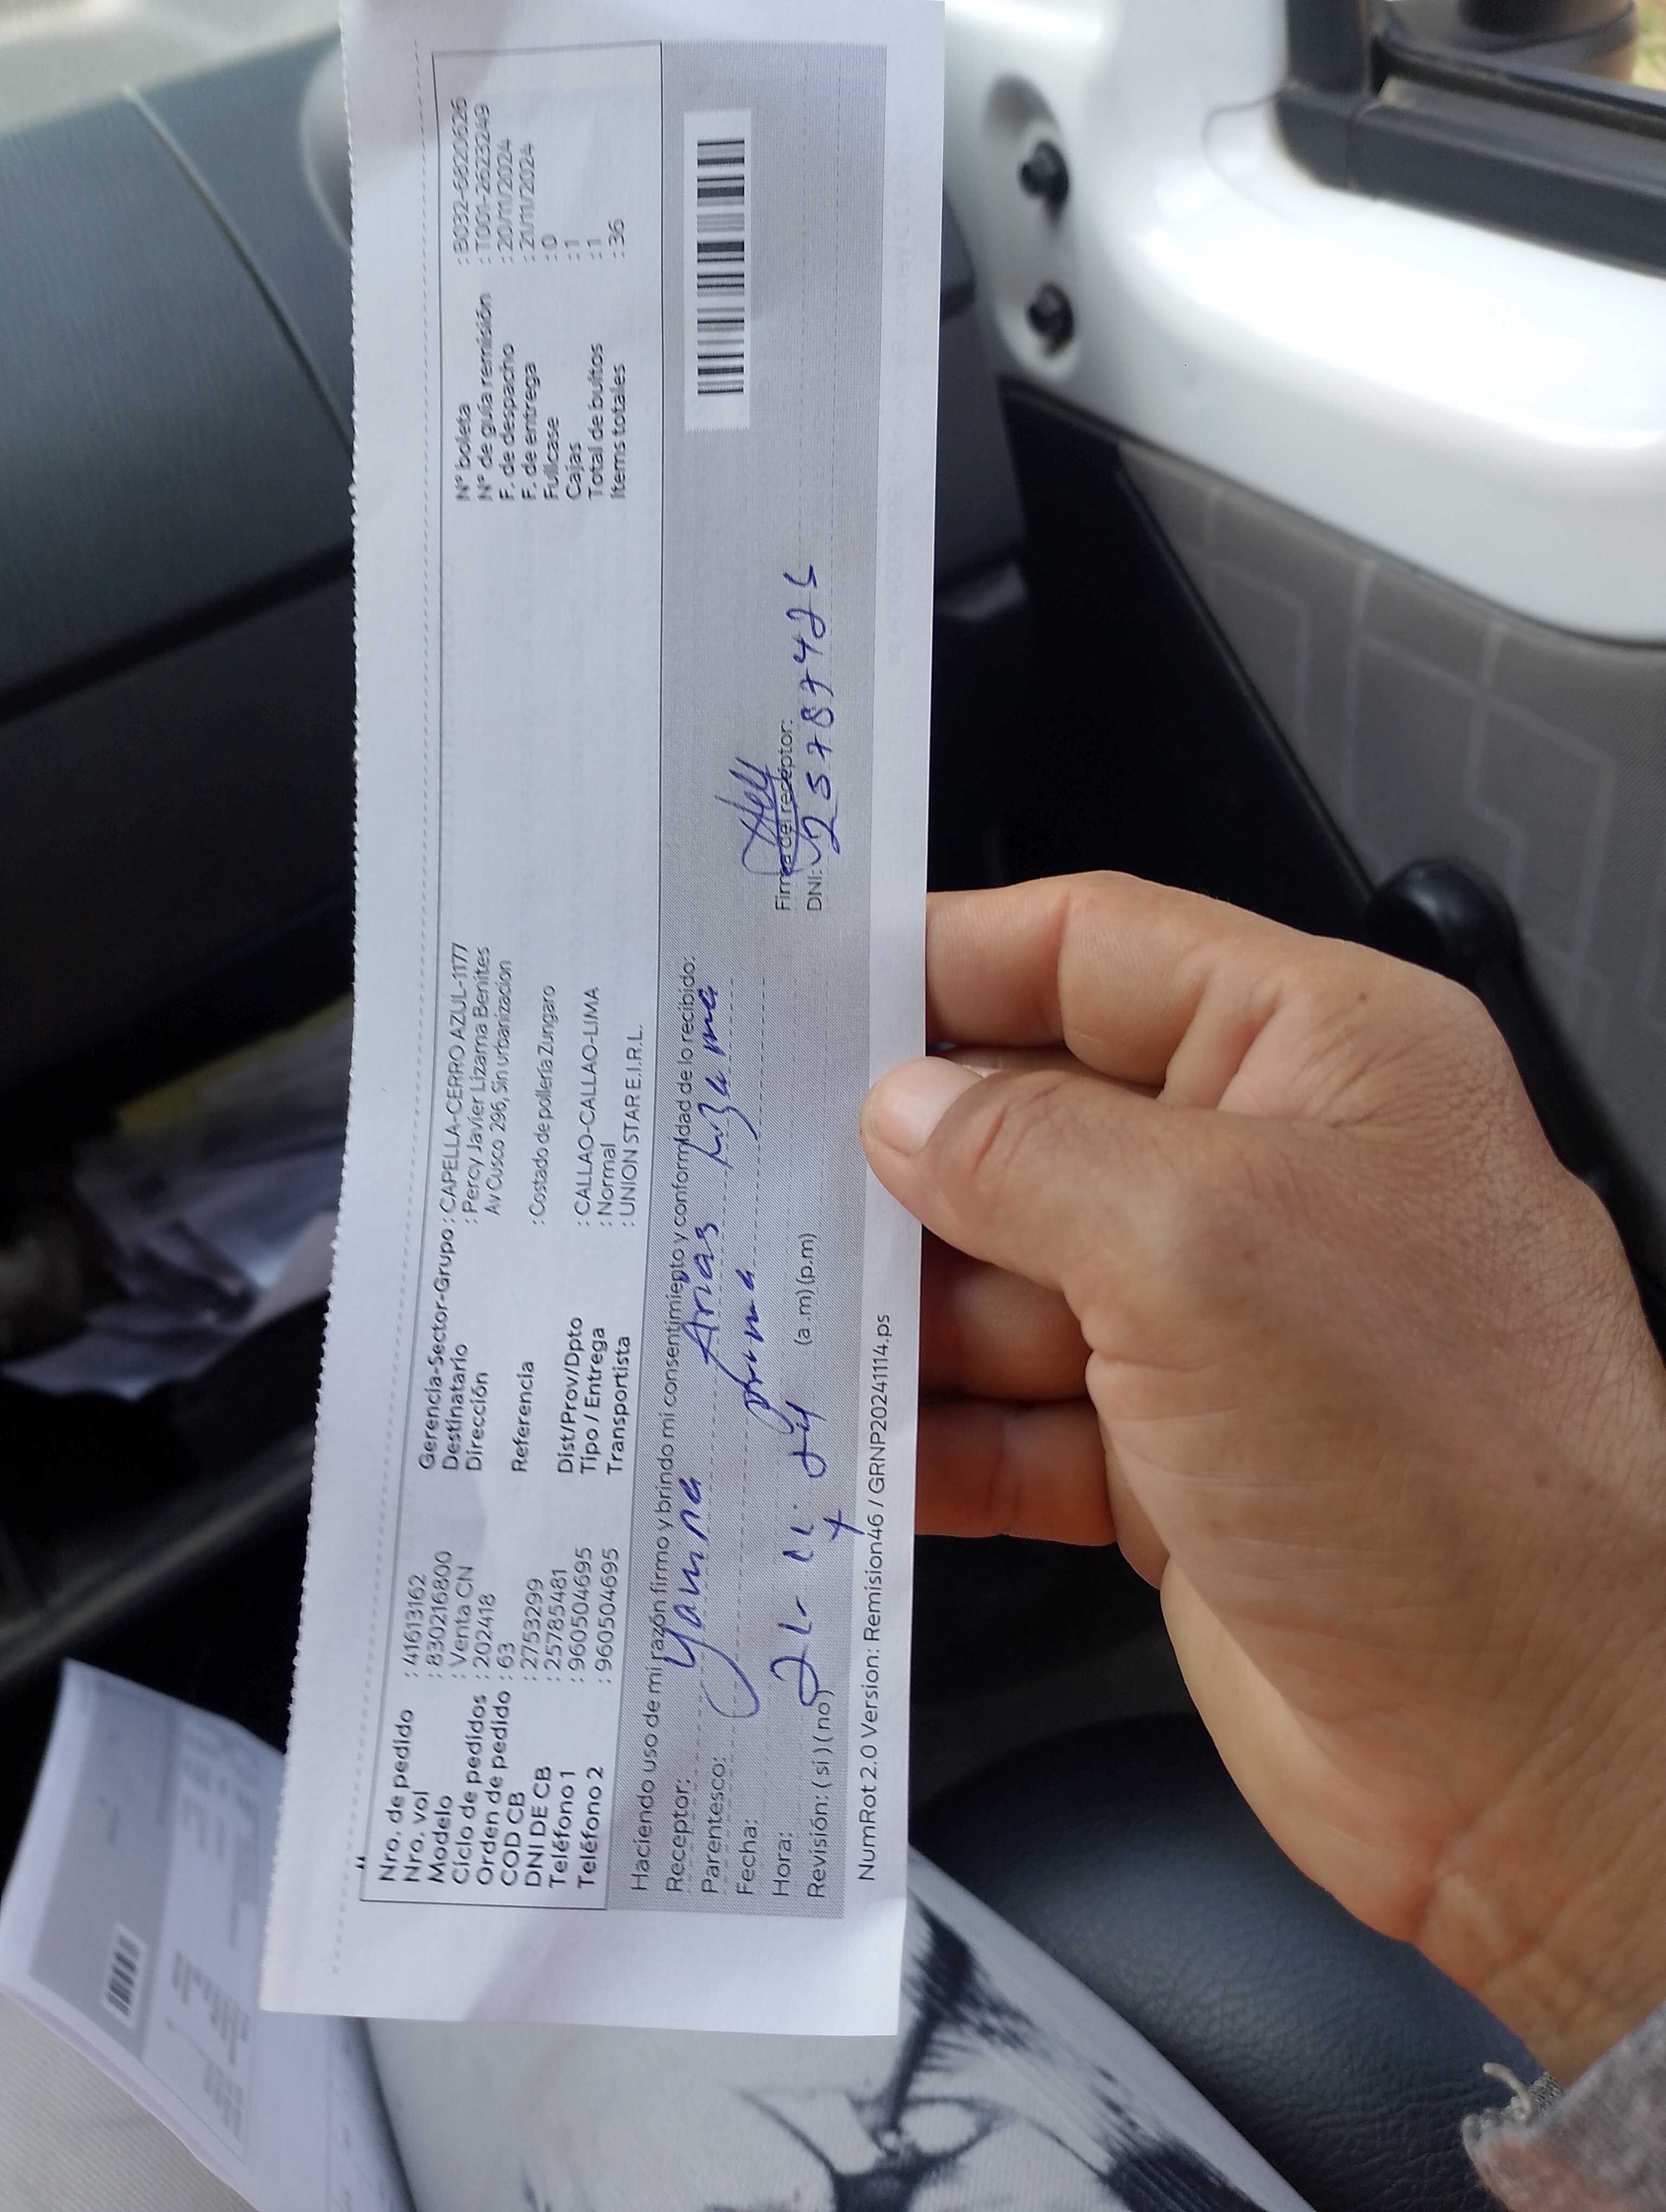 Nro. de pedido : 41613162
Nro. vol : 830216800
Modelo : Venta CN
Ciclo de pedidos : 202418
Orden de pedido : 63
COD CB : 2753299
DNI DE CB : 25785481
Teléfono 1 : 960504695
Teléfono 2 : 960504695
Gerencia-Sector-Grupo : CAPELLA-CERRO AZUL-1177
Destinatario : Percy Javier Lizama Benites
Dirección Av Cusco 296, Sin urbanizacion
Referencia : Costado de pollería Zungaro
Dist/Prov/Dpto : CALLAO-CALLAO-LIMA
Tipo / Entrega : Normal
Transportista : UNION STAR E.I.R.L.
N° boleta : B032-6820626
N° de guía remisión : T001-2623249
F. de despacho : 20/11/2024
F. de entrega : 21/11/2024
Fullcase : 0
Cajas : 1
Total de bultos : 1
Items totales : 36
Haciendo uso de mi razón firmo y brindo mi consentimiento y conformidad de lo recibido:
Receptor: Yamna Arias Lizama
Parentesco: prima
Fecha: 21-11-24
Hora: (a.m) (p.m)
Revisión: (si) (no)
Firma del receptor:
DNI: 25787425
NumRot 2.0 Version: Remision46 / GRNP20241114.ps